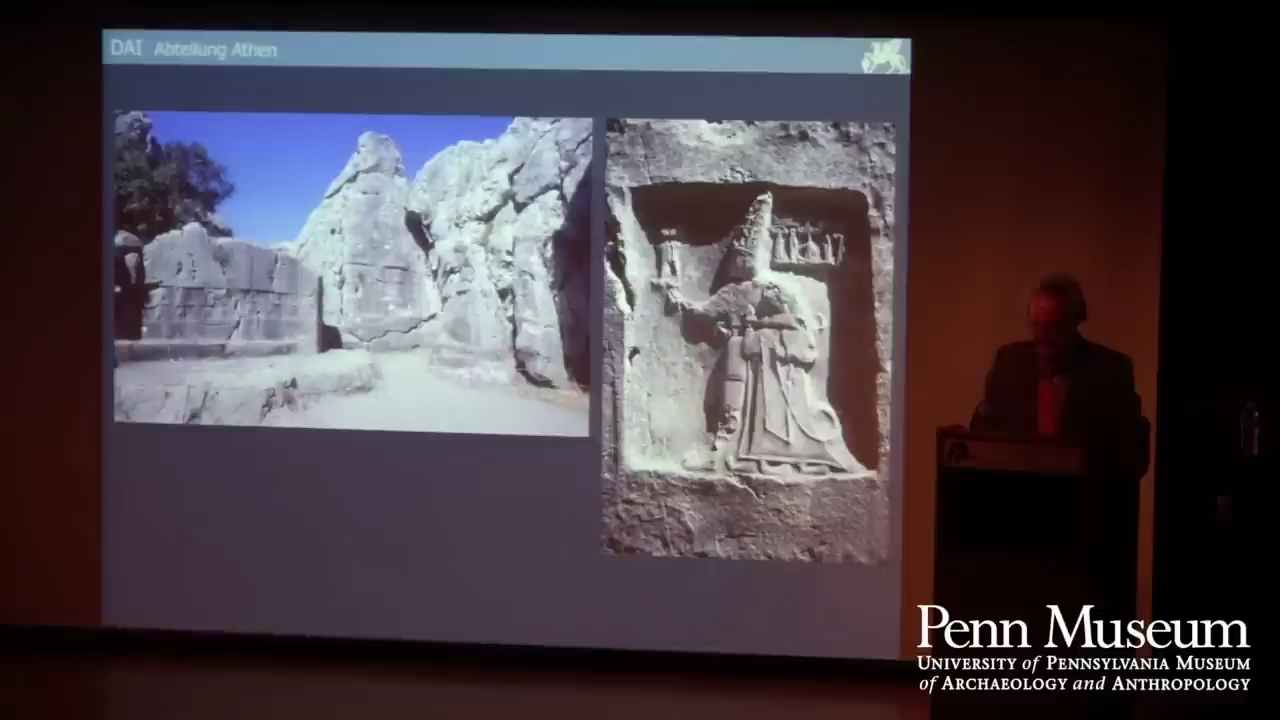 DAI Abteilung Athen
Penn Museum
UNIVERSITY of PENNSYLVANIA MUSEUM
of ARCHAEOLOGY and ANTHROPOLOGY